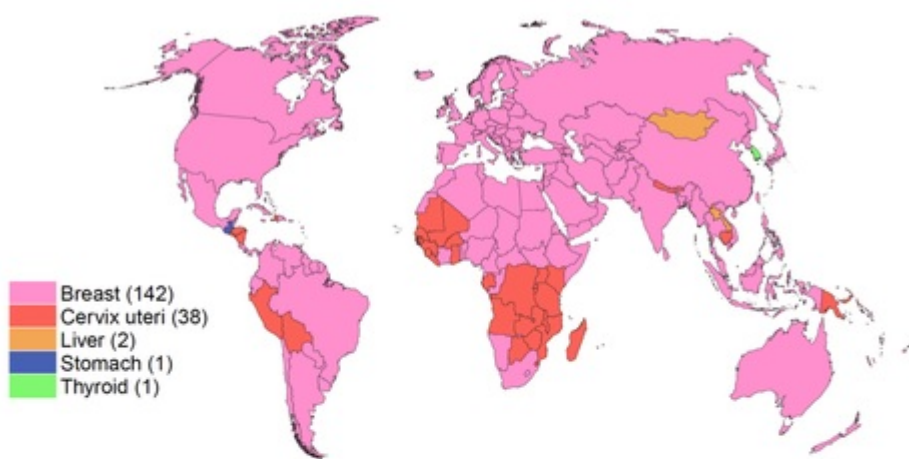 Breast (142)
Cervix uteri (38)
Liver (2)
Stomach (1)
Thyroid (1)